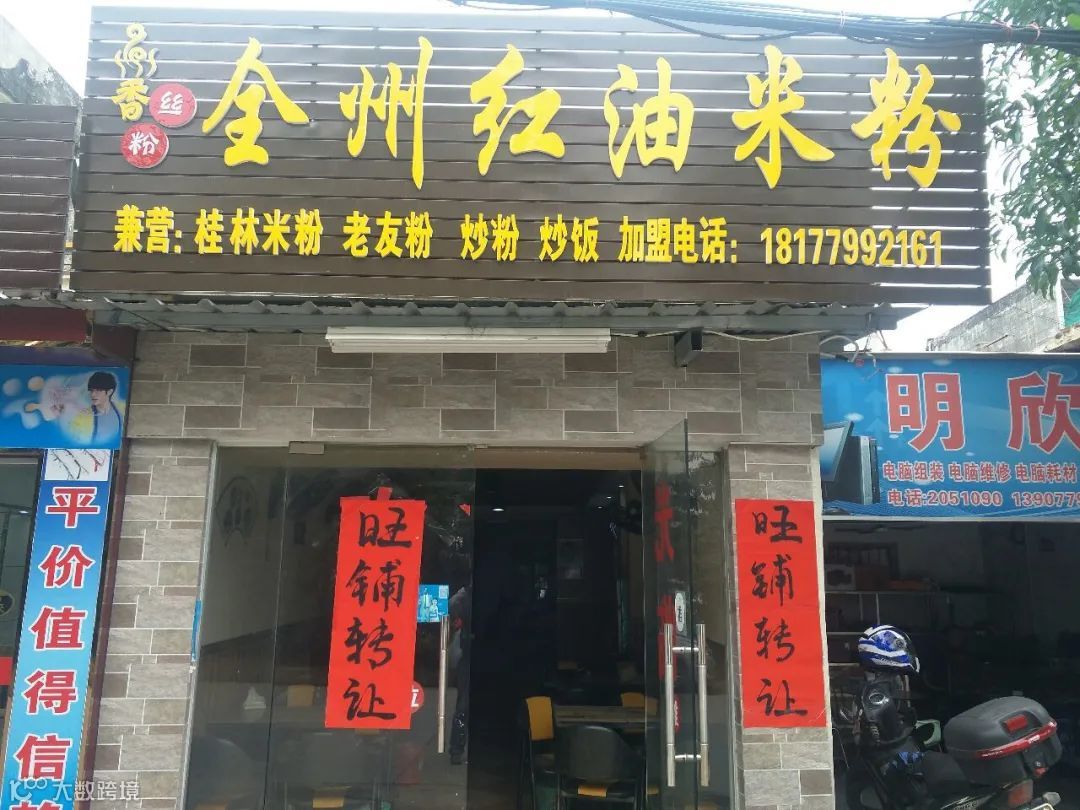 香
丝
粉
全州红油米粉
兼营：桂林米粉 老友粉 炒粉 炒饭 加盟电话：18177992161
明欣
电脑组装 电脑维修 电脑耗材
电话:2051090 139077
平价值得信
旺铺转让
旺铺转让
大数跨境